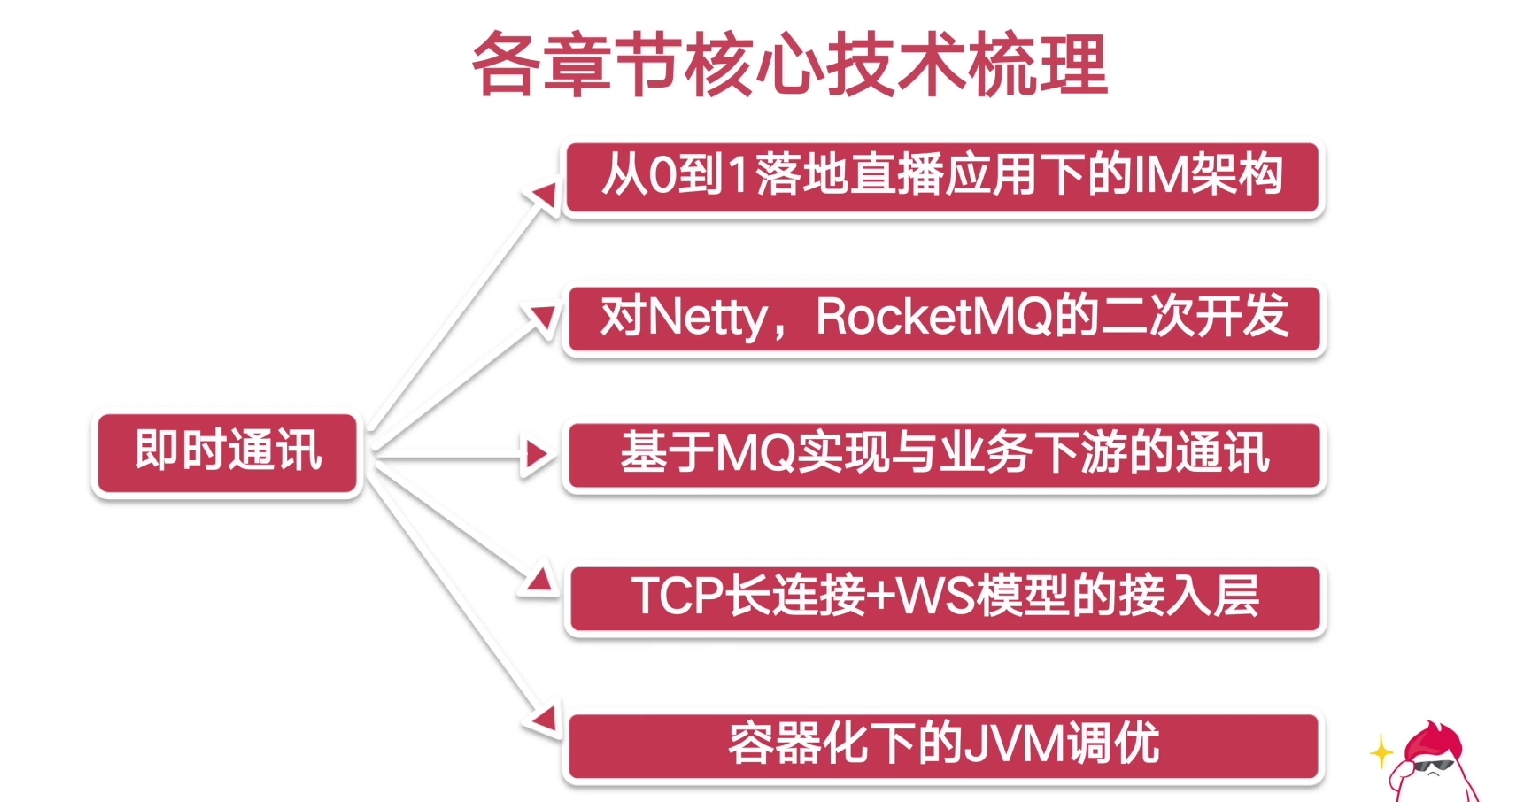 各章节核心技术梳理
从0到1落地直播应用下的IM架构
对Netty，RocketMQ的二次开发
即时通讯
基于MQ实现与业务下游的通讯
TCP长连接+WS模型的接入层
容器化下的JVM调优